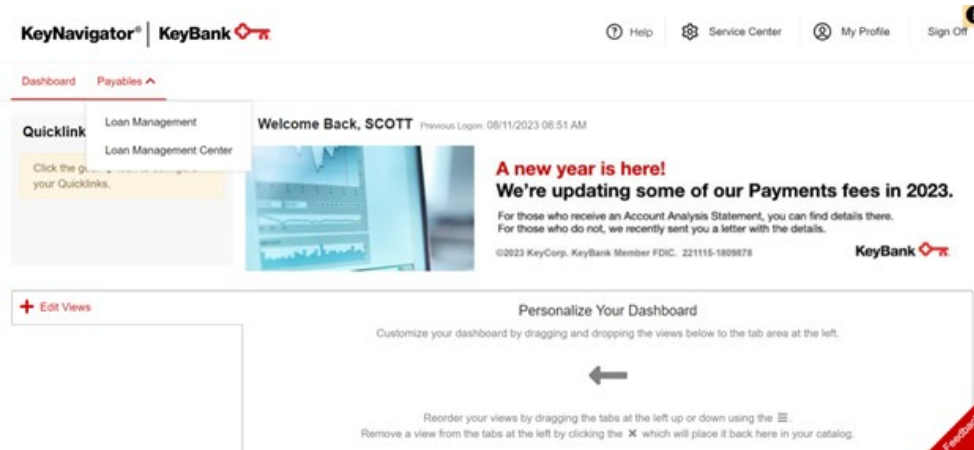 KeyNavigator® | KeyBank
Help
Service Center
My Profile
Sign Off
Dashboard
Payables
Loan Management
Loan Management Center
Quicklink
Click the
your Quicklinks.
Welcome Back, SCOTT Previous Logon: 08/11/2023 08:51 AM
A new year is here!
We're updating some of our Payments fees in 2023.
For those who receive an Account Analysis Statement, you can find details there.
For those who do not, we recently sent you a letter with the details.
©2023 KeyCorp. KeyBank Member FDIC. 221115-1809878
KeyBank
Edit Views
Personalize Your Dashboard
Customize your dashboard by dragging and dropping the views below to the tab area at the left.
Reorder your views by dragging the tabs at the left up or down using the ☰.
Remove a view from the tabs at the left by clicking the ✕ which will place it back here in your catalog.
Feedback